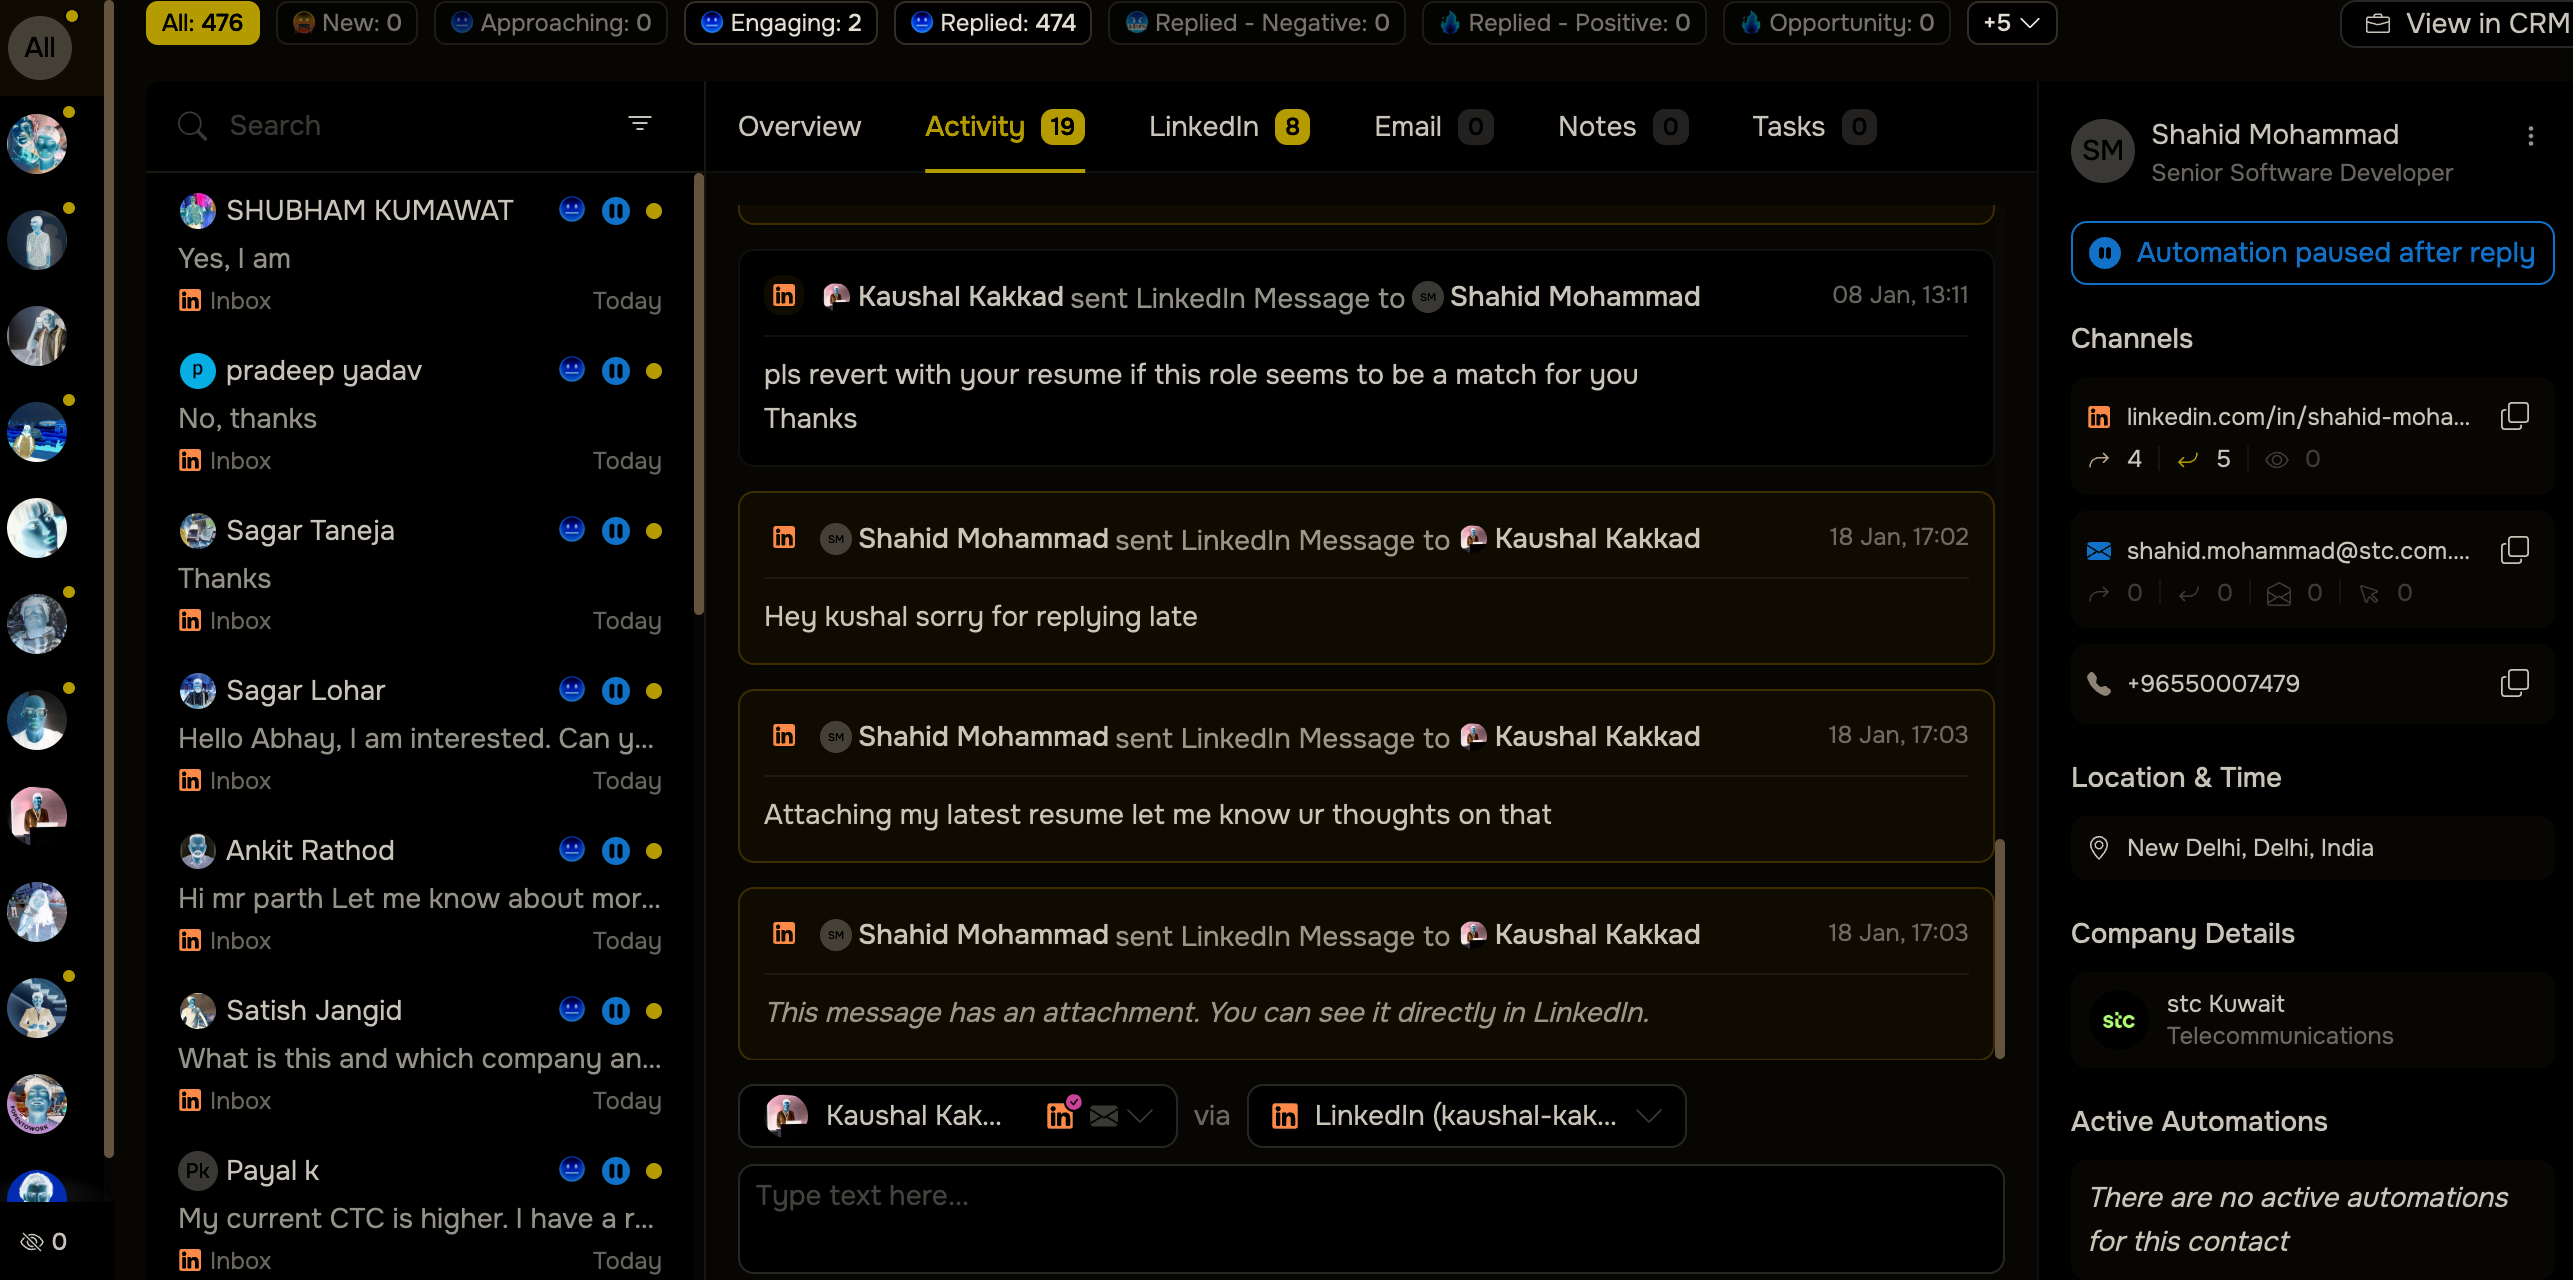 All
All: 476
New: 0
Approaching: 0
Engaging: 2
Replied: 474
Replied - Negative: 0
Replied - Positive: 0
Opportunity: 0
+5
View in CRM
Search
SHUBHAM KUMAWAT
Yes, I am
Inbox Today
p pradeep yadav
No, thanks
Inbox Today
Sagar Taneja
Thanks
Inbox Today
Sagar Lohar
Hello Abhay, I am interested. Can y...
Inbox Today
Ankit Rathod
Hi mr parth Let me know about mor...
Inbox Today
Satish Jangid
What is this and which company an...
Inbox Today
Pk Payal k
My current CTC is higher. I have a r...
Inbox Today
0
Overview Activity 19 LinkedIn 8 Email 0 Notes 0 Tasks 0
Kaushal Kakkad sent LinkedIn Message to SM Shahid Mohammad 08 Jan, 13:11
pls revert with your resume if this role seems to be a match for you
Thanks
SM Shahid Mohammad sent LinkedIn Message to Kaushal Kakkad 18 Jan, 17:02
Hey kushal sorry for replying late
SM Shahid Mohammad sent LinkedIn Message to Kaushal Kakkad 18 Jan, 17:03
Attaching my latest resume let me know ur thoughts on that
SM Shahid Mohammad sent LinkedIn Message to Kaushal Kakkad 18 Jan, 17:03
This message has an attachment. You can see it directly in LinkedIn.
Kaushal Kak... via LinkedIn (kaushal-kak...
Type text here...
SM Shahid Mohammad
Senior Software Developer
Automation paused after reply
Channels
linkedin.com/in/shahid-moha...
4 5 0
shahid.mohammad@stc.com....
0 0 0 0
+96550007479
Location & Time
New Delhi, Delhi, India
Company Details
stc stc Kuwait
Telecommunications
Active Automations
There are no active automations
for this contact